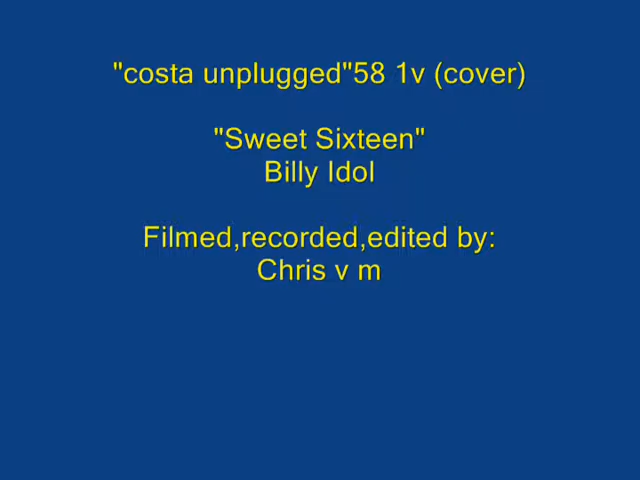 "costa unplugged"58 1v (cover)
"Sweet Sixteen"
Billy Idol
Filmed,recorded,edited by:
Chris v m